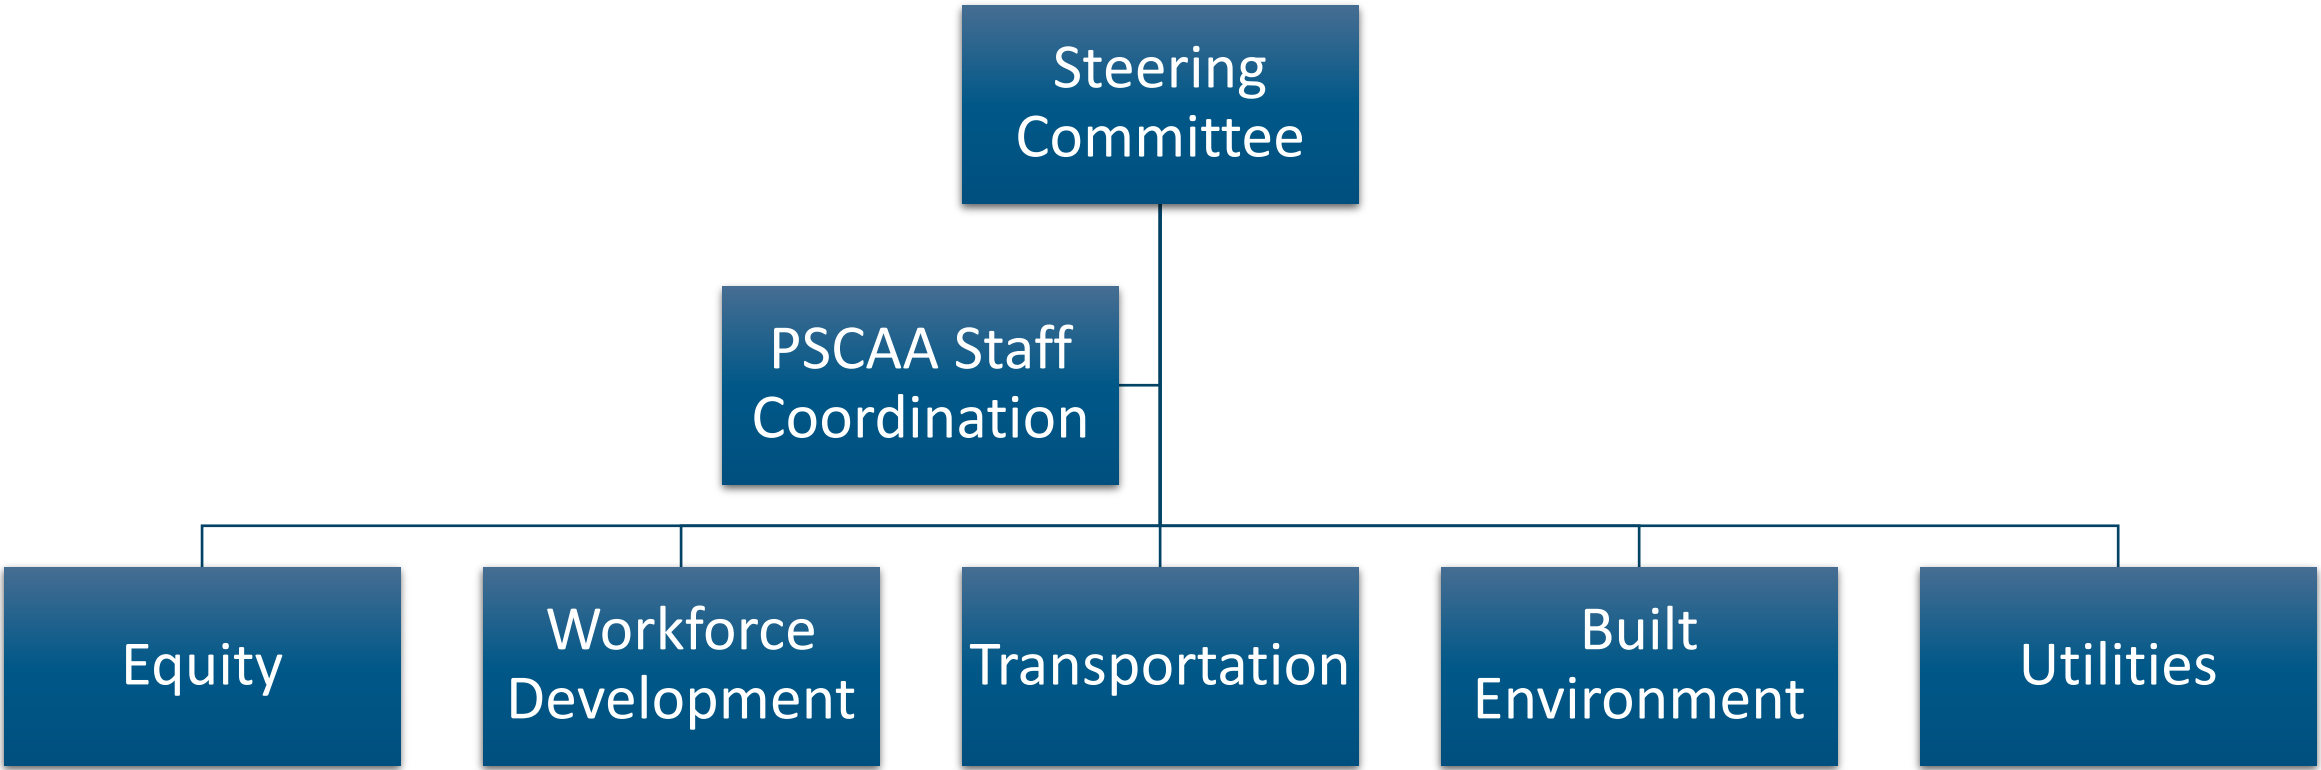 Steering
Committee
PSCAA Staff
Coordination
Equity
Workforce
Development
Transportation
Built
Environment
Utilities